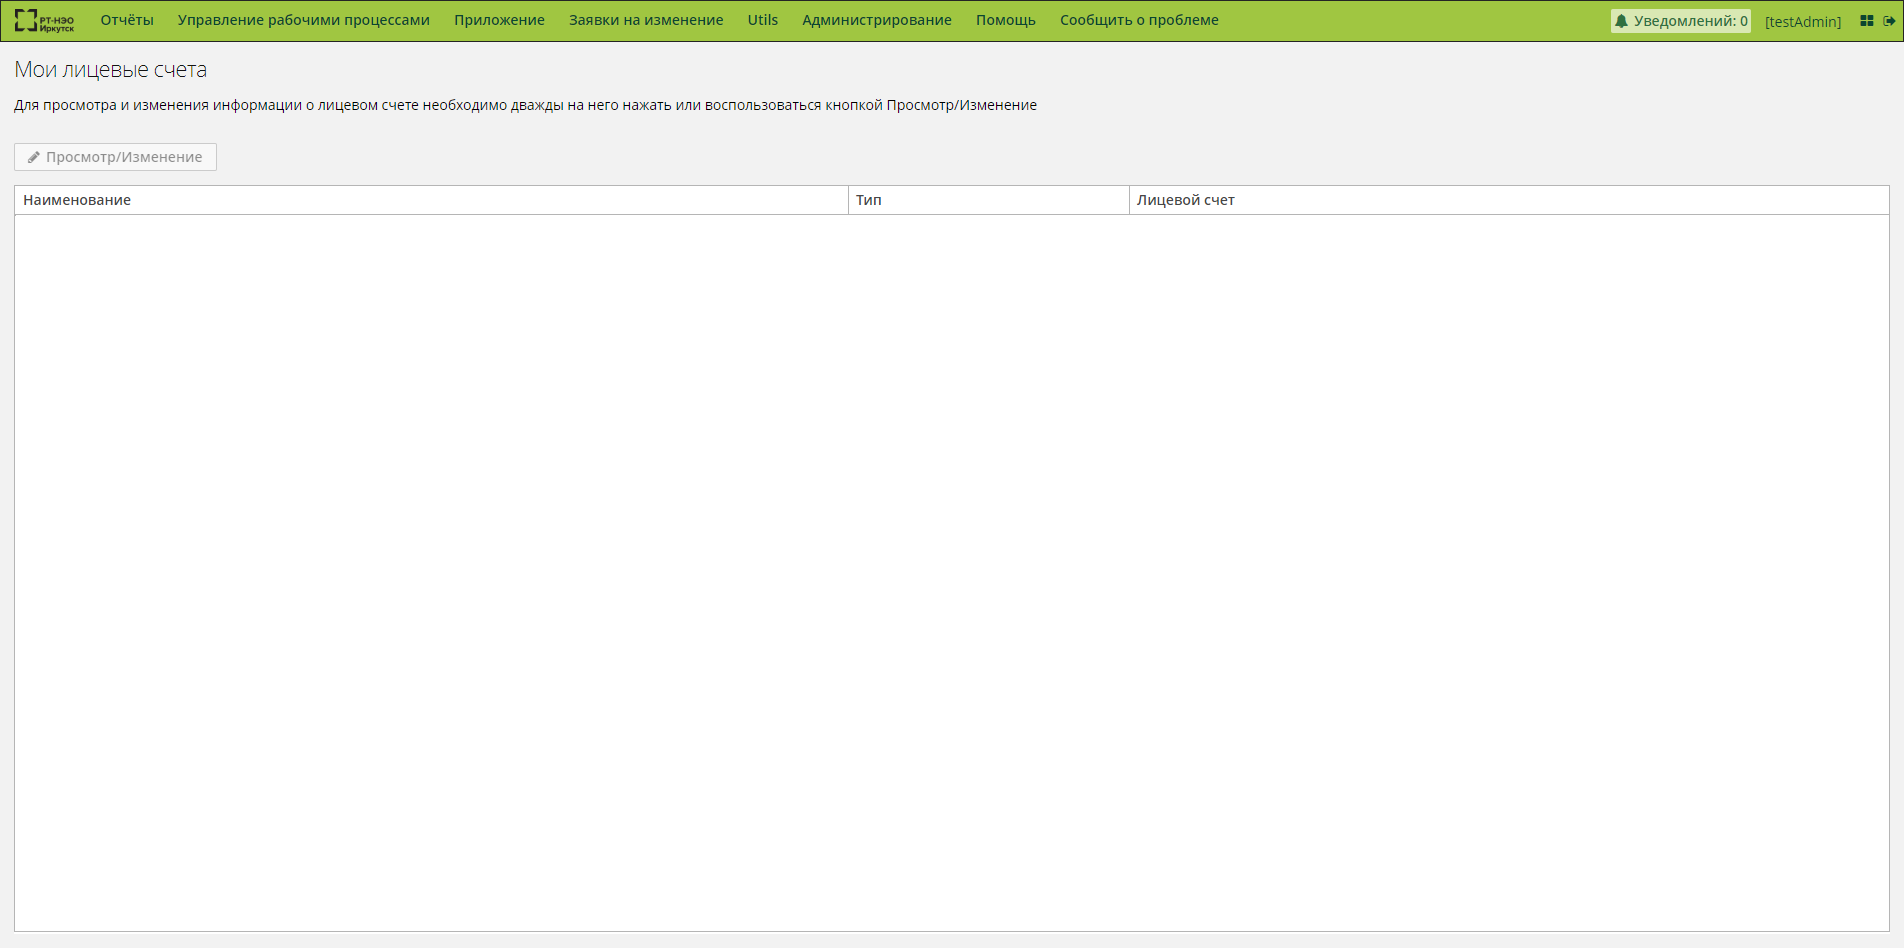 РТ-НЭО
Иркутск
Отчёты Управление рабочими процессами Приложение Заявки на изменение Utils Администрирование Помощь Сообщить о проблеме Уведомлений: 0 [testAdmin]
Мои лицевые счета
Для просмотра и изменения информации о лицевом счете необходимо дважды на него нажать или воспользоваться кнопкой Просмотр/Изменение
Просмотр/Изменение
Наименование Тип Лицевой счет